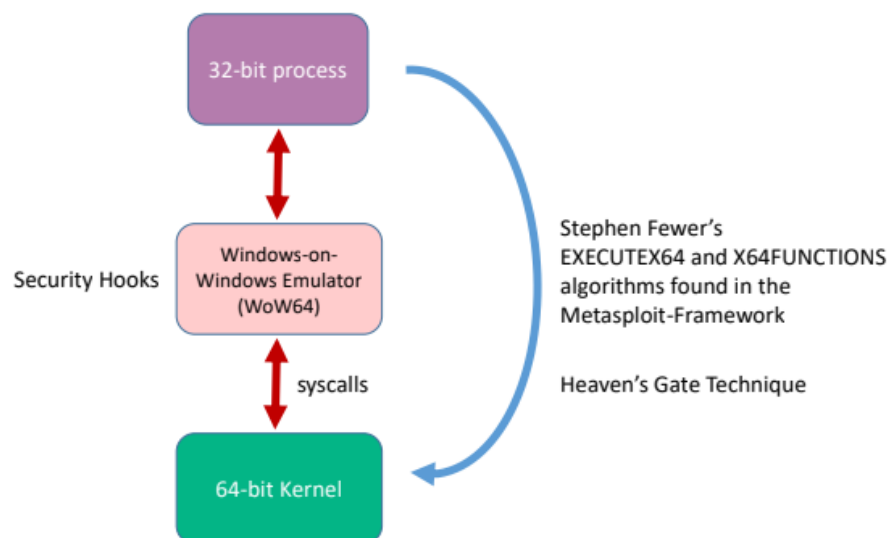 32-bit process
Windows-on-
Windows Emulator
(WoW64)
Security Hooks
Stephen Fewer's
EXECUTEX64 and X64FUNCTIONS
algorithms found in the
Metasploit-Framework
syscalls
Heaven's Gate Technique
64-bit Kernel